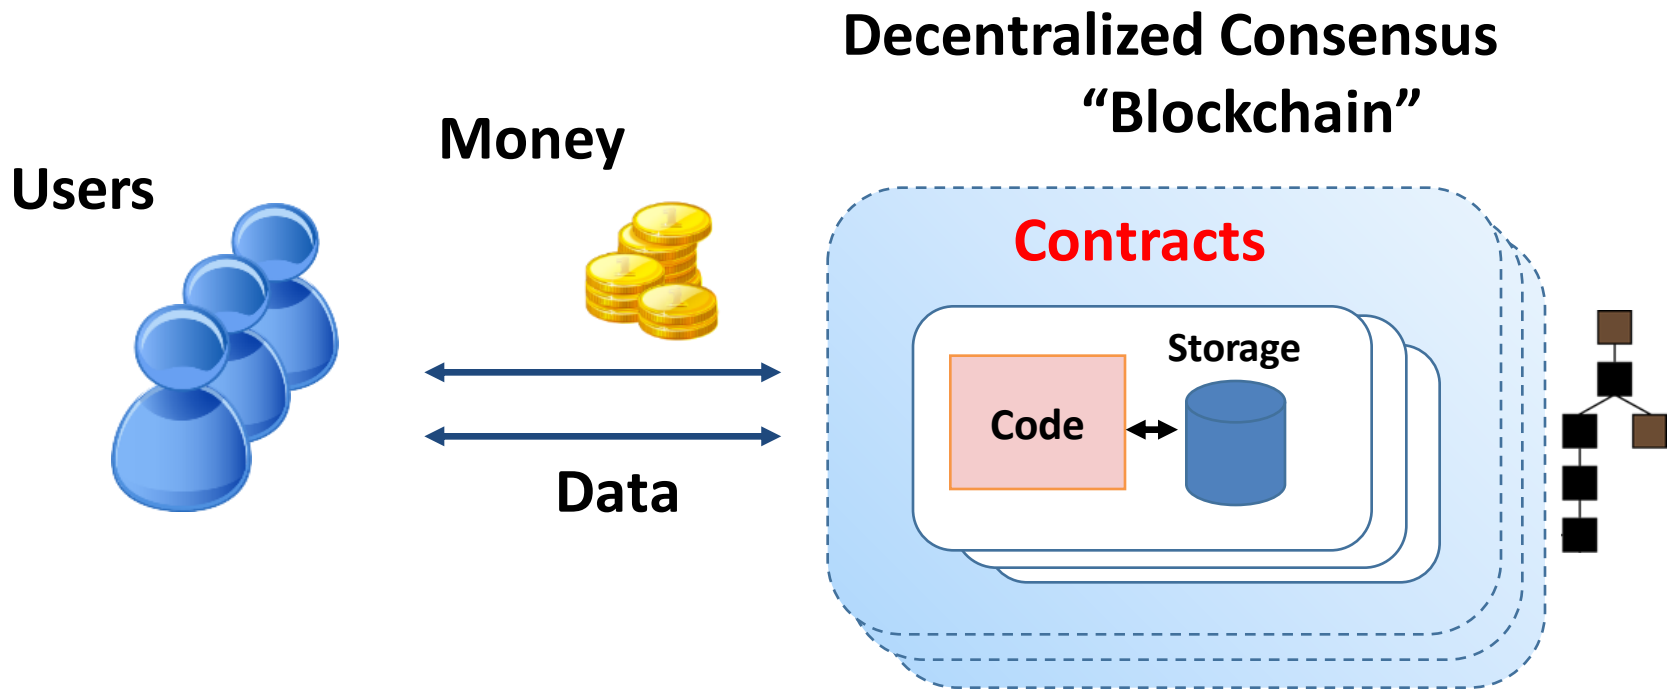 Decentralized Consensus
“Blockchain”
Money
Users
Contracts
Storage
Code
Data